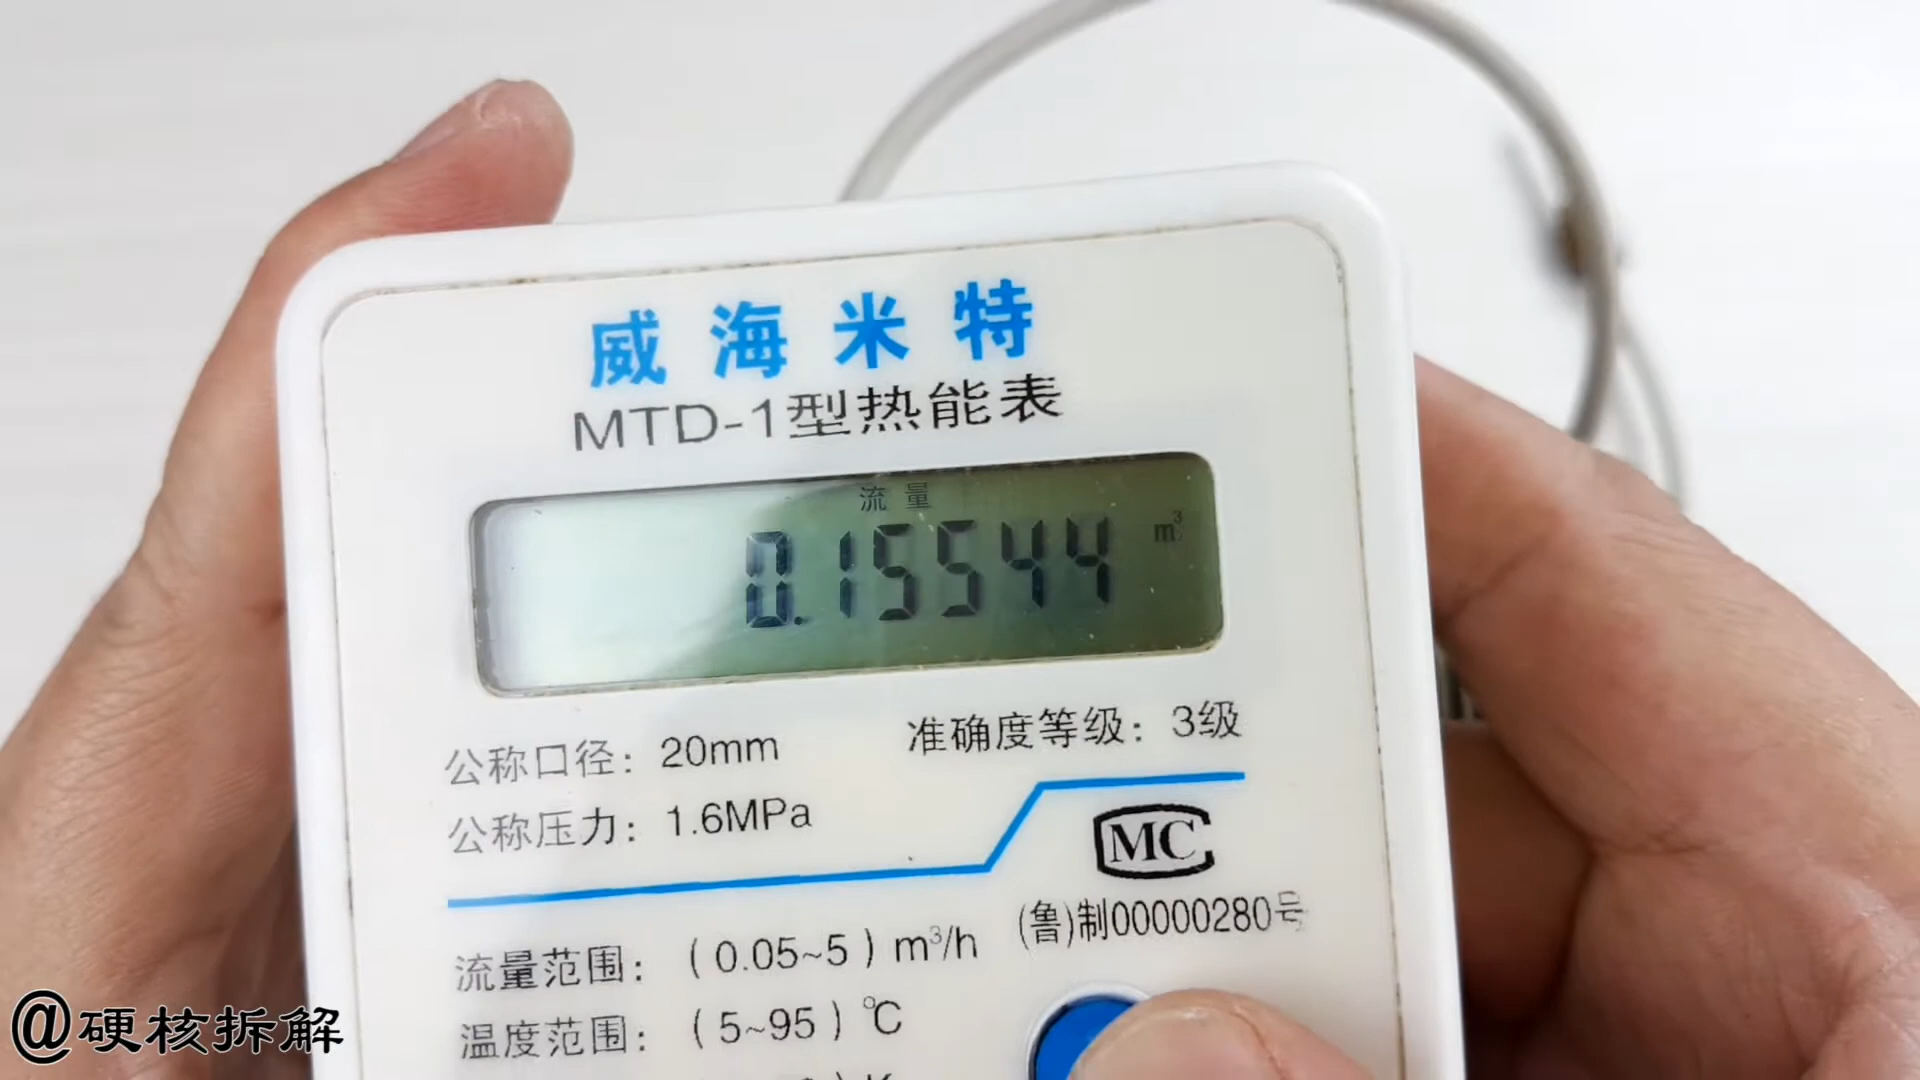 威海米特
MTD-1型热能表
流量
0.15544 m³
公称口径：20mm
准确度等级：3级
公称压力：1.6MPa
MC
(鲁)制00000280号
流量范围：(0.05~5) m³/h
温度范围：(5~95) ℃
@硬核拆解